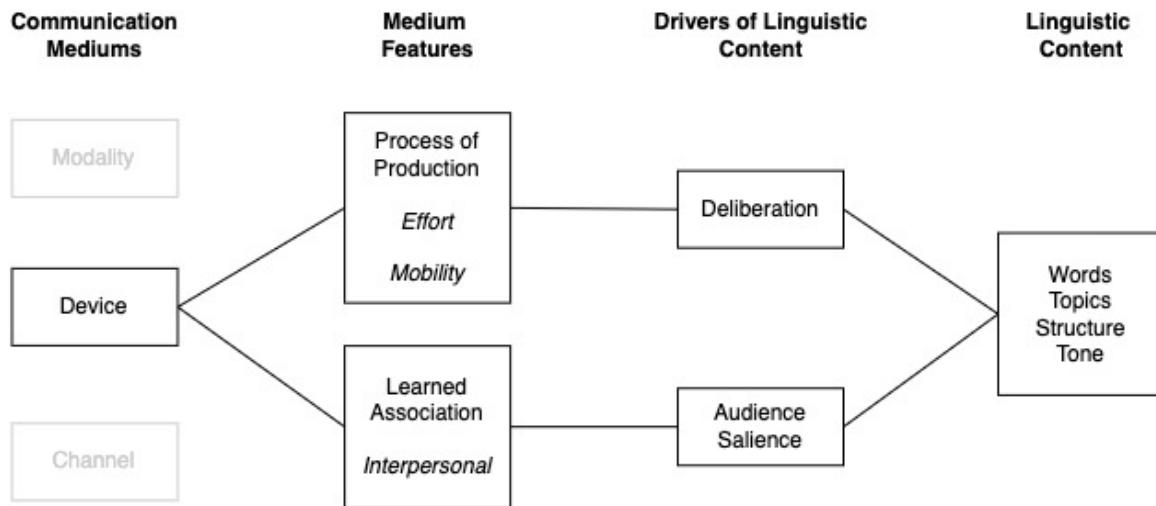 Communication
Mediums
Medium
Features
Drivers of Linguistic
Content
Linguistic
Content
Modality
Device
Channel
Process of
Production
Effort
Mobility
Learned
Association
Interpersonal
Deliberation
Audience
Salience
Words
Topics
Structure
Tone